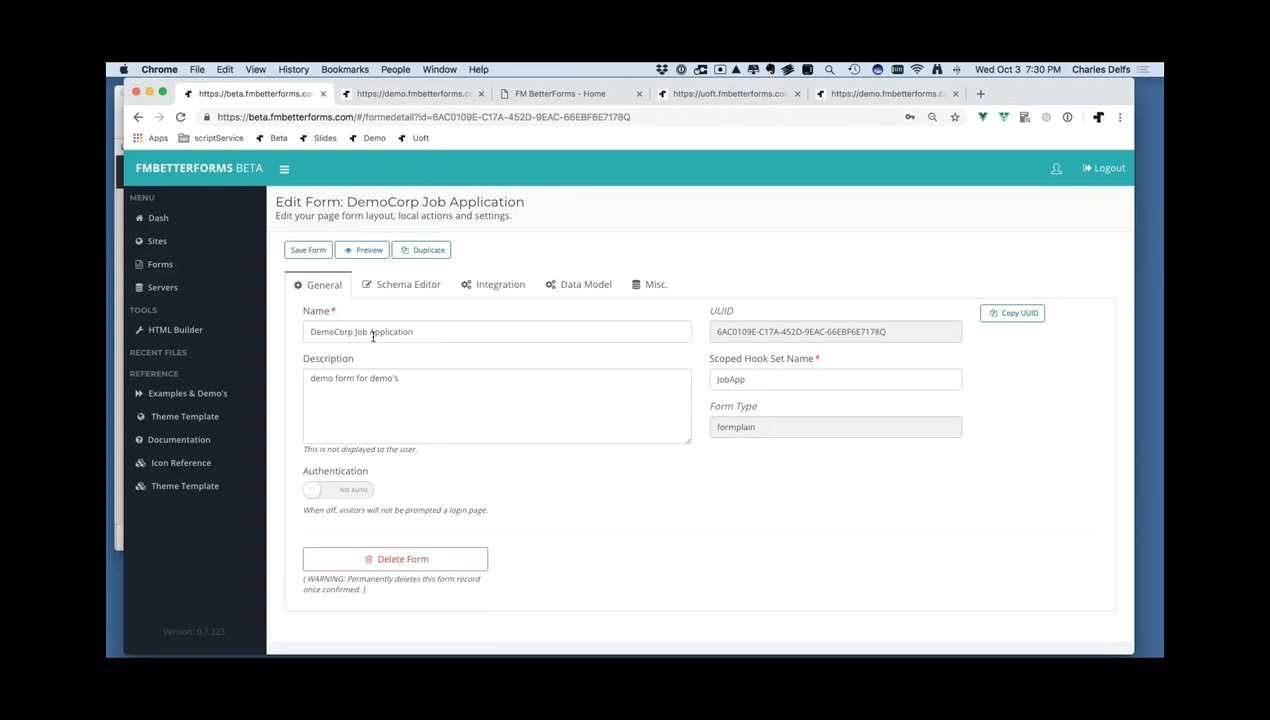 Chrome File Edit View History Bookmarks People Window Help Wed Oct 3 7:30 PM Charles Delfs
https://beta.fmbetterforms.co × https://demo.fmbetterforms.c × FM BetterForms - Home × https://uoft.fmbetterforms.co × https://demo.fmbetterforms.c × +
https://beta.fmbetterforms.com/#/formedetail?id=6AC0109E-C17A-452D-9EAC-66EBF6E7178Q
Apps scriptService Beta Slides Demo Uoft
FMBETTERFORMS BETA Logout
MENU
Dash
Sites
Forms
Servers
TOOLS
HTML Builder
RECENT FILES
REFERENCE
Examples & Demo's
Theme Template
Documentation
Icon Reference
Theme Template
Version: 0.7.223
Edit Form: DemoCorp Job Application
Edit your page form layout, local actions and settings.
Save Form Preview Duplicate
General Schema Editor Integration Data Model Misc.
Name*
DemoCorp Job Application
Description
demo form for demo's
This is not displayed to the user.
Authentication
NO AUTH
When off, visitors will not be prompted a login page.
Delete Form
( WARNING: Permanently deletes this form record
once confirmed. )
UUID
6AC0109E-C17A-452D-9EAC-66EBF6E7178Q
Copy UUID
Scoped Hook Set Name*
JobApp
Form Type
formplain